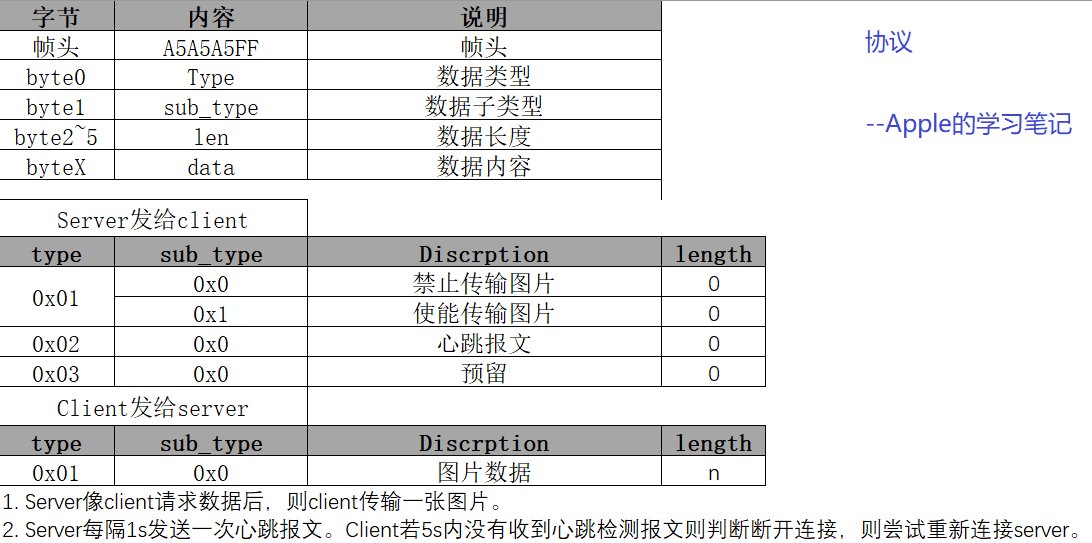 字节 内容 说明
帧头 A5A5A5FF 帧头
byte0 Type 数据类型
byte1 sub_type 数据子类型
byte2~5 len 数据长度
byteX data 数据内容
协议
--Apple的学习笔记
Server发给client
type sub_type Discrption length
0x01 0x0 禁止传输图片 0
0x1 使能传输图片 0
0x02 0x0 心跳报文 0
0x03 0x0 预留 0
Client发给server
type sub_type Discrption length
0x01 0x0 图片数据 n
1. Server像client请求数据后，则client传输一张图片。
2. Server每隔1s发送一次心跳报文。Client若5s内没有收到心跳检测报文则判断断开连接，则尝试重新连接server。